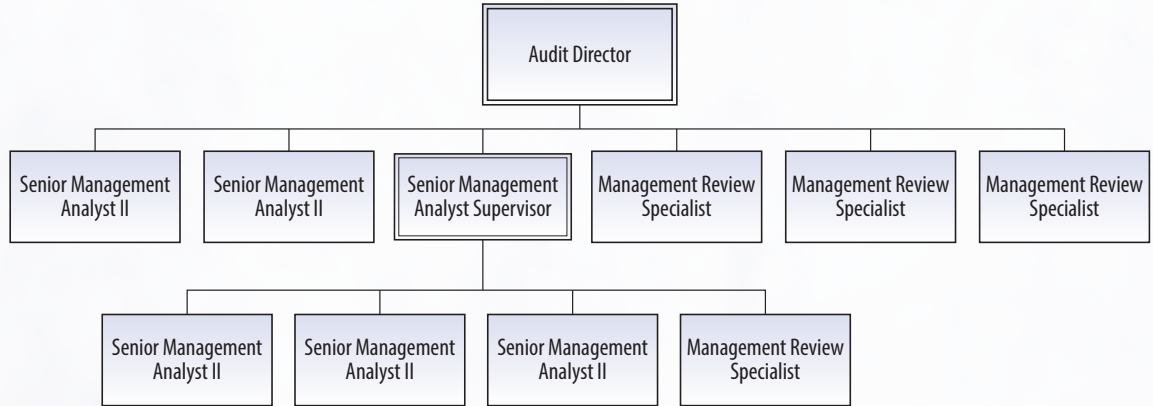 Audit Director
Senior Management
Analyst II
Senior Management
Analyst II
Senior Management
Analyst Supervisor
Management Review
Specialist
Management Review
Specialist
Management Review
Specialist
Senior Management
Analyst II
Senior Management
Analyst II
Senior Management
Analyst II
Management Review
Specialist